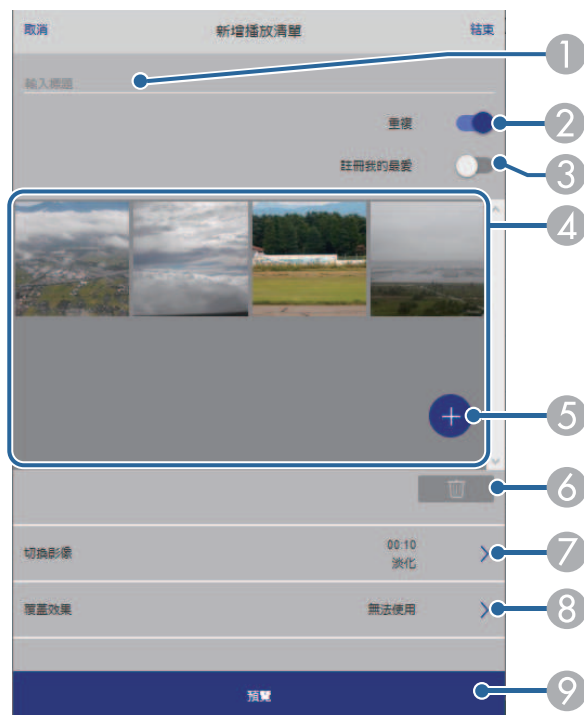 取消 新增播放清單 結束
1
輸入標題
重複 2
註冊我的最愛 3
4
5
6
切換影像 00:10 7
淡化
覆蓋效果 無法使用 8
預覽 9